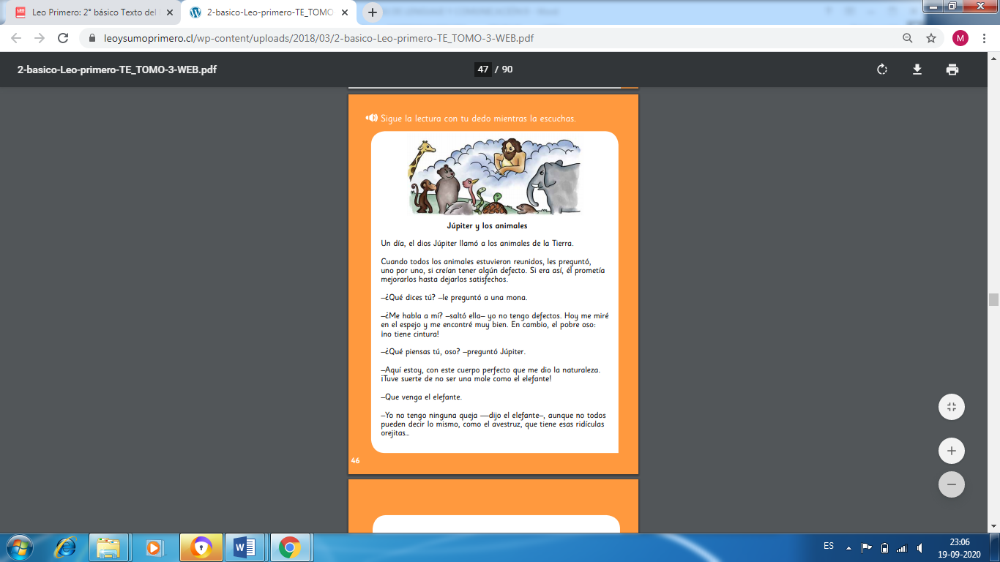 Leo Primero: 2° básico Texto del
2-basico-Leo-primero-TE_TOMO
leoysumoprimero.cl/wp-content/uploads/2018/03/2-basico-Leo-primero-TE_TOMO-3-WEB.pdf
M
2-basico-Leo-primero-TE_TOMO-3-WEB.pdf
47 / 90
Sigue la lectura con tu dedo mientras la escuchas.
Júpiter y los animales
Un día, el dios Júpiter llamó a los animales de la Tierra.
Cuando todos los animales estuvieron reunidos, les preguntó,
uno por uno, si creían tener algún defecto. Si era así, él prometía
mejorarlos hasta dejarlos satisfechos.
–¿Qué dices tú? –le preguntó a una mona.
–¿Me habla a mí? –saltó ella– yo no tengo defectos. Hoy me miré
en el espejo y me encontré muy bien. En cambio, el pobre oso:
¡no tiene cintura!
–¿Qué piensas tú, oso? –preguntó Júpiter.
–Aquí estoy, con este cuerpo perfecto que me dio la naturaleza.
¡Tuve suerte de no ser una mole como el elefante!
–Que venga el elefante.
–Yo no tengo ninguna queja —dijo el elefante–, aunque no todos
pueden decir lo mismo, como el avestruz, que tiene esas ridículas
orejitas...
46
ES
23:06
19-09-2020